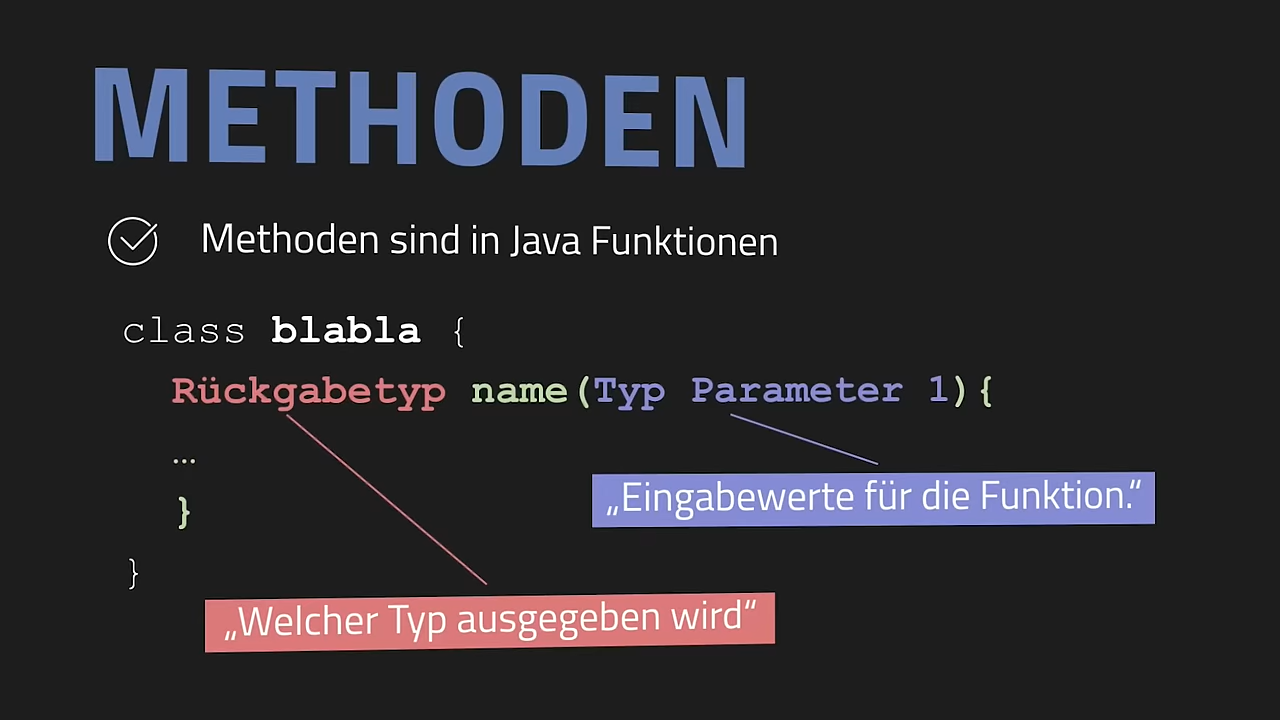 METHODEN
Methoden sind in Java Funktionen
class blabla {
Rückgabetyp name(Typ Parameter 1){
...
}
„Eingabewerte für die Funktion.“
}
„Welcher Typ ausgegeben wird“